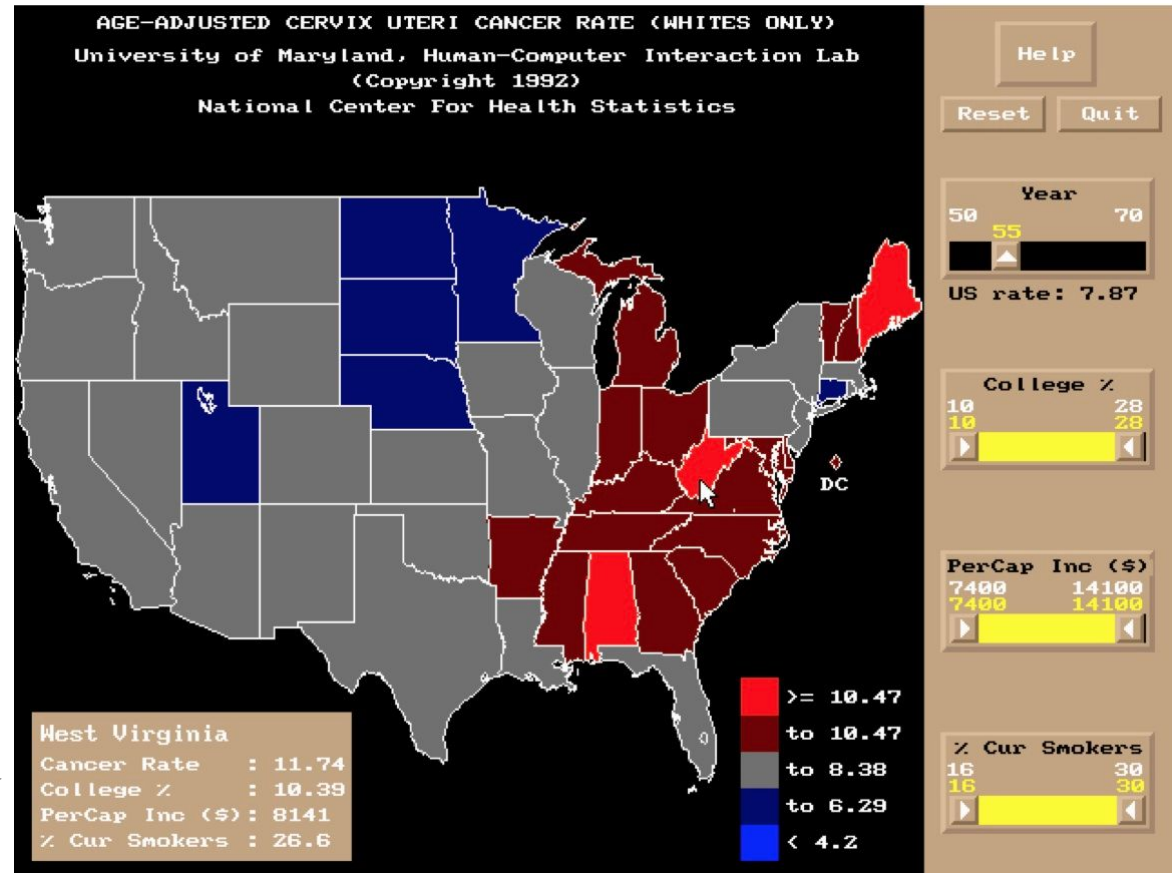 AGE-ADJUSTED CERVIX UTERI CANCER RATE (WHITES ONLY)
University of Maryland, Human-Computer Interaction Lab
(Copyright 1992)
National Center For Health Statistics
DC
>= 10.47
to 10.47
to 8.38
to 6.29
< 4.2
West Virginia
Cancer Rate : 11.74
College % : 10.39
PerCap Inc ($): 8141
% Cur Smokers : 26.6
Help
Reset Quit
Year
50 70
55
US rate: 7.87
College %
10 28
10 28
PerCap Inc ($)
7400 14100
7400 14100
% Cur Smokers
16 30
16 30